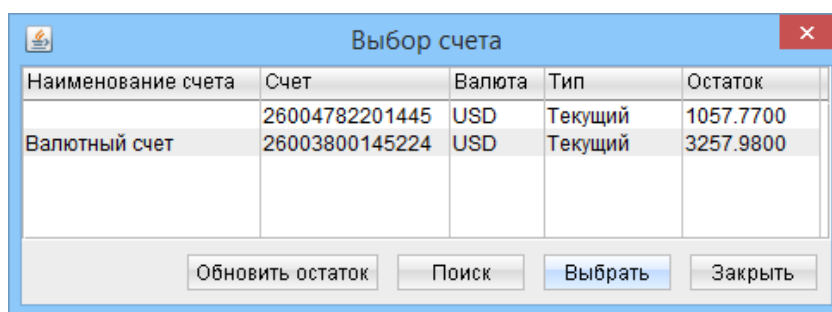 Выбор счета
Наименование счета Счет Валюта Тип Остаток
26004782201445 USD Текущий 1057.7700
Валютный счет 26003800145224 USD Текущий 3257.9800
Обновить остаток Поиск Выбрать Закрыть